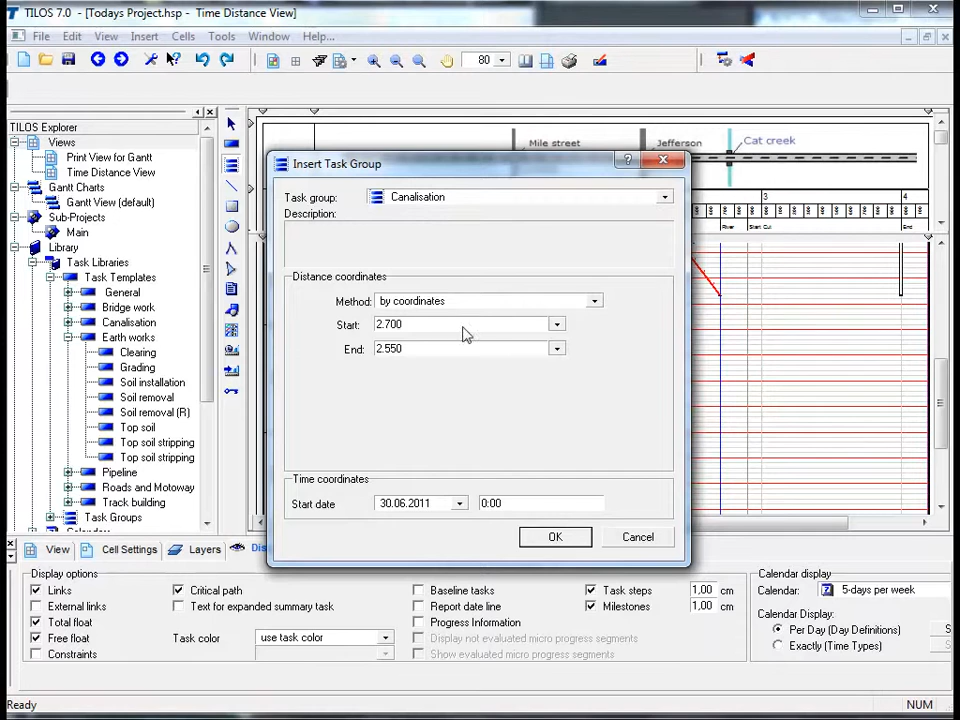 TILOS 7.0 - [Todays Project.hsp - Time Distance View]
File Edit View Insert Cells Tools Window Help...
80
TILOS Explorer
Views
Print View for Gantt
Time Distance View
Gantt Charts
Gantt View (default)
Sub-Projects
Main
Library
Task Libraries
Task Templates
General
Bridge work
Canalisation
Earth works
Clearing
Grading
Soil installation
Soil removal
Soil removal (R)
Top soil
Top soil stripping
Top soil stripping
Pipeline
Roads and Motoway
Track building
Task Groups
Mile street
Jefferson
Cat creek
3
4
River
Start Cut
End
Insert Task Group
Task group: Canalisation
Description:
Distance coordinates
Method: by coordinates
Start: 2.700
End: 2.550
Time coordinates
Start date 30.06.2011 0:00
OK Cancel
View Cell Settings Layers
Display options
Links
External links
Total float
Free float
Constraints
Critical path
Text for expanded summary task
Task color use task color
Baseline tasks
Report date line
Progress Information
Display not evaluated micro progress segments
Show evaluated micro progress segments
Task steps 1,00 cm
Milestones 1,00 cm
Calendar display
Calendar: 5-days per week
Calendar Display:
Per Day (Day Definitions)
Exactly (Time Types)
Ready
NUM